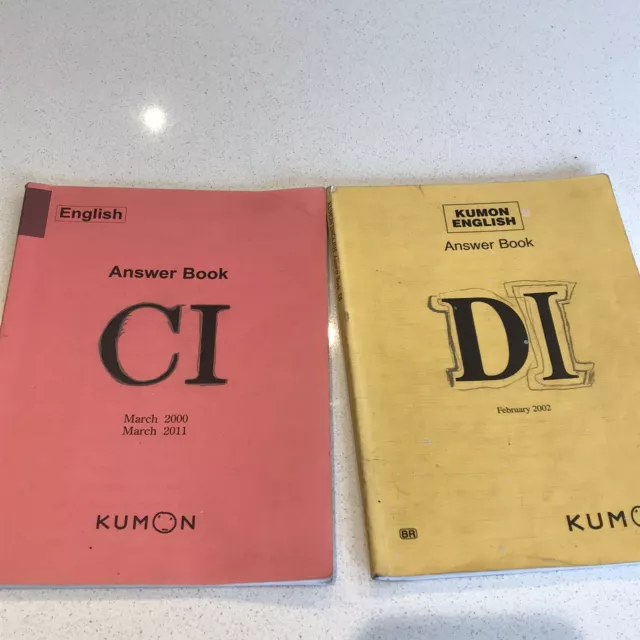 English
Answer Book
CI
March 2000
March 2011
KUMON
KUMON
ENGLISH
Answer Book
DI
February 2002
BR
KUMO